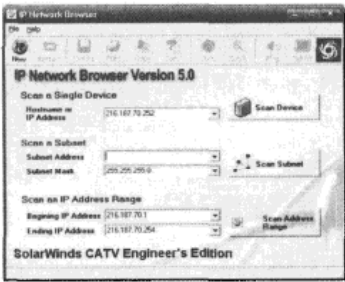 IP Network Browser
File Help
New
IP Network Browser Version 5.0
Scan a Single Device
Hostname or IP Address 216.187.70.252 Scan Device
Scan a Subnet
Subnet Address Scan Subnet
Subnet Mask 255.255.255.0
Scan an IP Address Range
Begining IP Address 216.187.70.1 Scan Address Range
Ending IP Address 216.187.70.254
SolarWinds CATV Engineer's Edition